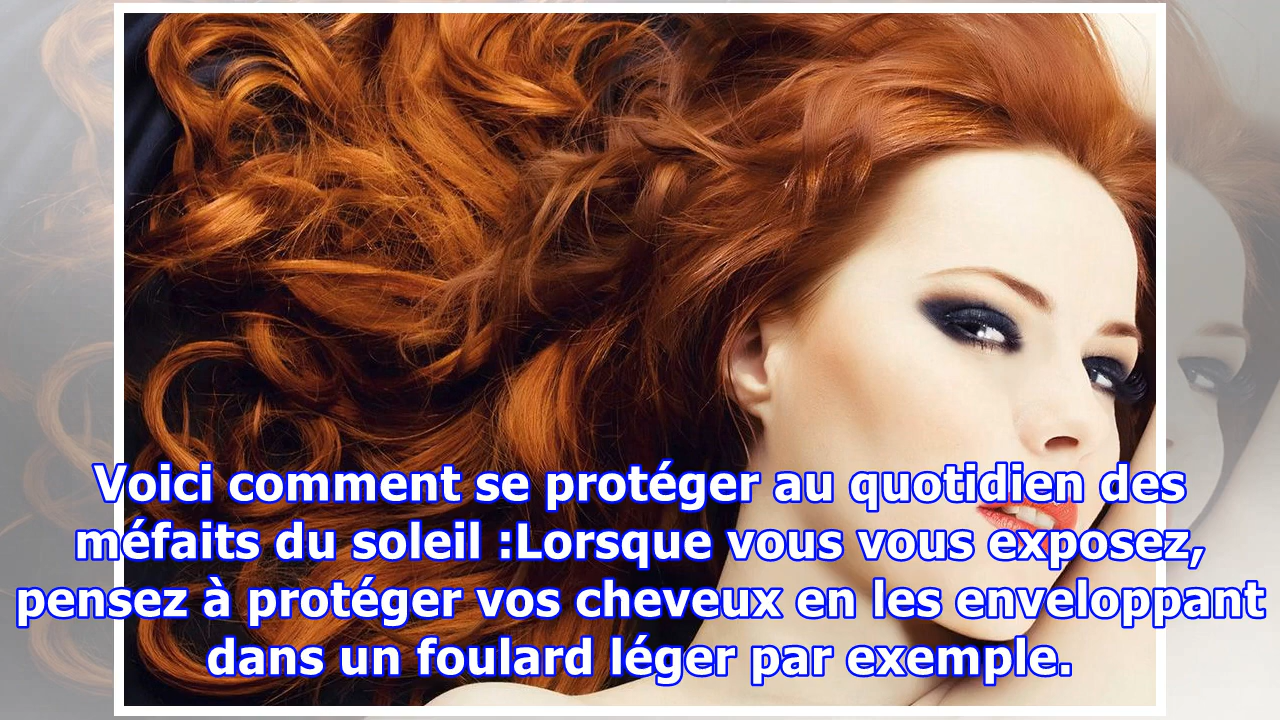 Voici comment se protéger au quotidien des
méfaits du soleil :Lorsque vous vous exposez,
pensez à protéger vos cheveux en les enveloppant
dans un foulard léger par exemple.